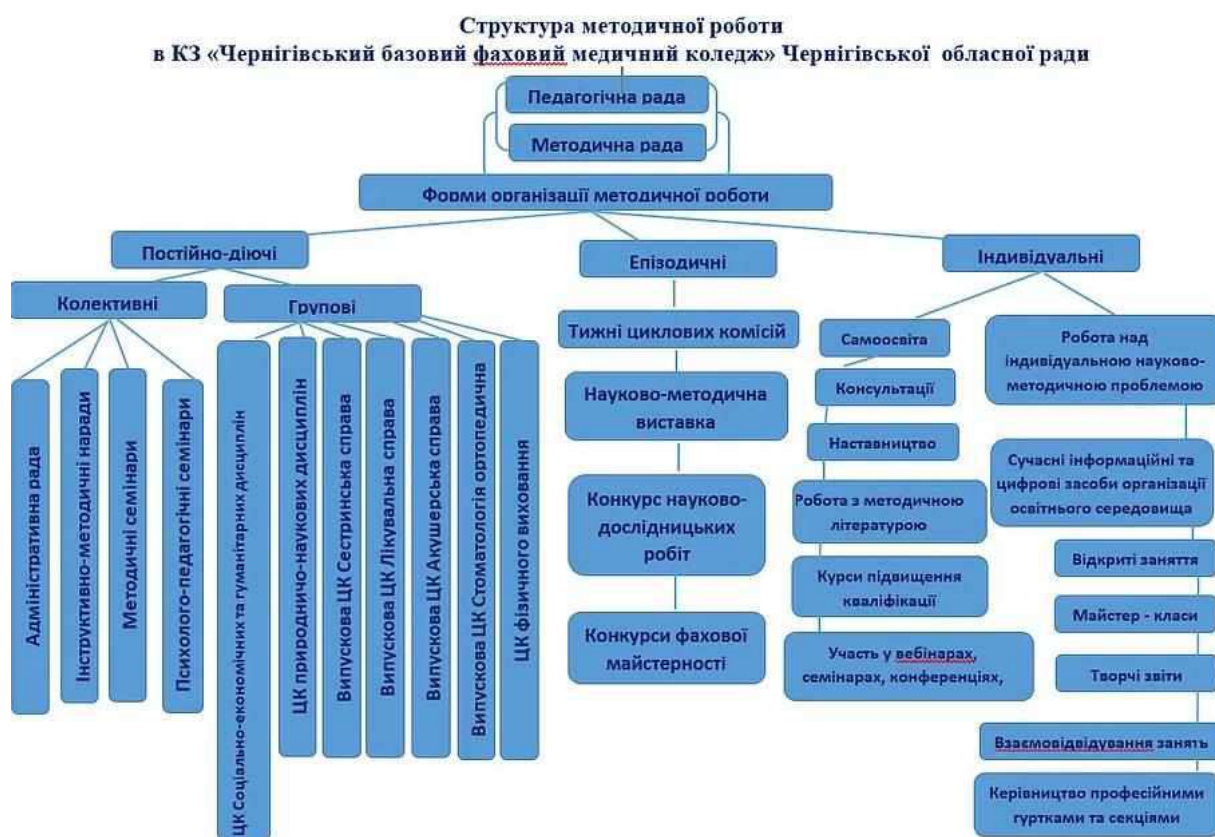 Структура методичної роботи
в КЗ «Чернігівський базовий фаховий медичний коледж» Чернігівської обласної ради
Педагогічна рада
Методична рада
Форми організації методичної роботи
Постійно-діючі
Епізодичні
Індивідуальні
Колективні
Групові
Адміністративна рада
Інструктивно-методичні наради
Методичні семінари
Психолого-педагогічні семінари
ЦК Соціально-економічних та гуманітарних дисциплін
ЦК природничо-наукових дисциплін
Випускова ЦК Сестринська справа
Випускова ЦК Лікувальна справа
Випускова ЦК Акушерська справа
Випускова ЦК Стоматологія ортопедична
ЦК фізичного виховання
Тижні циклових комісій
Науково-методична
виставка
Конкурс науково-
дослідницьких
робіт
Конкурси фахової
майстерності
Самоосвіта
Консультації
Наставництво
Робота з методичною
літературою
Курси підвищення
кваліфікації
Участь у вебінарах,
семінарах, конференціях,
Робота над
індивідуальною науково-
методичною проблемою
Сучасні інформаційні та
цифрові засоби організації
освітнього середовища
Відкриті заняття
Майстер - класи
Творчі звіти
Взаємовідвідування занять
Керівництво професійними
гуртками та секціями